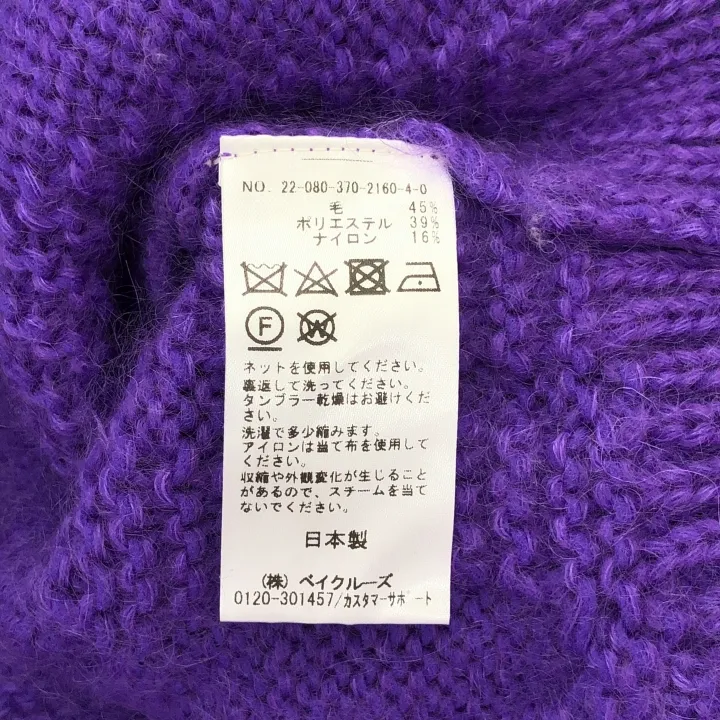 NO. 22-080-370-2160-4-0
毛 45%
ポリエステル 39%
ナイロン 16%
F W
ネットを使用してください。
裏返して洗ってください。
タンブラー乾燥はお避けくだ
さい。
洗濯で多少縮みます。
アイロンは当て布を使用して
ください。
収縮や外観変化が生じること
があるので、スチームを当て
ないでください。
日本製
(株) ベイクルーズ
0120-301457/カスタマーサポート